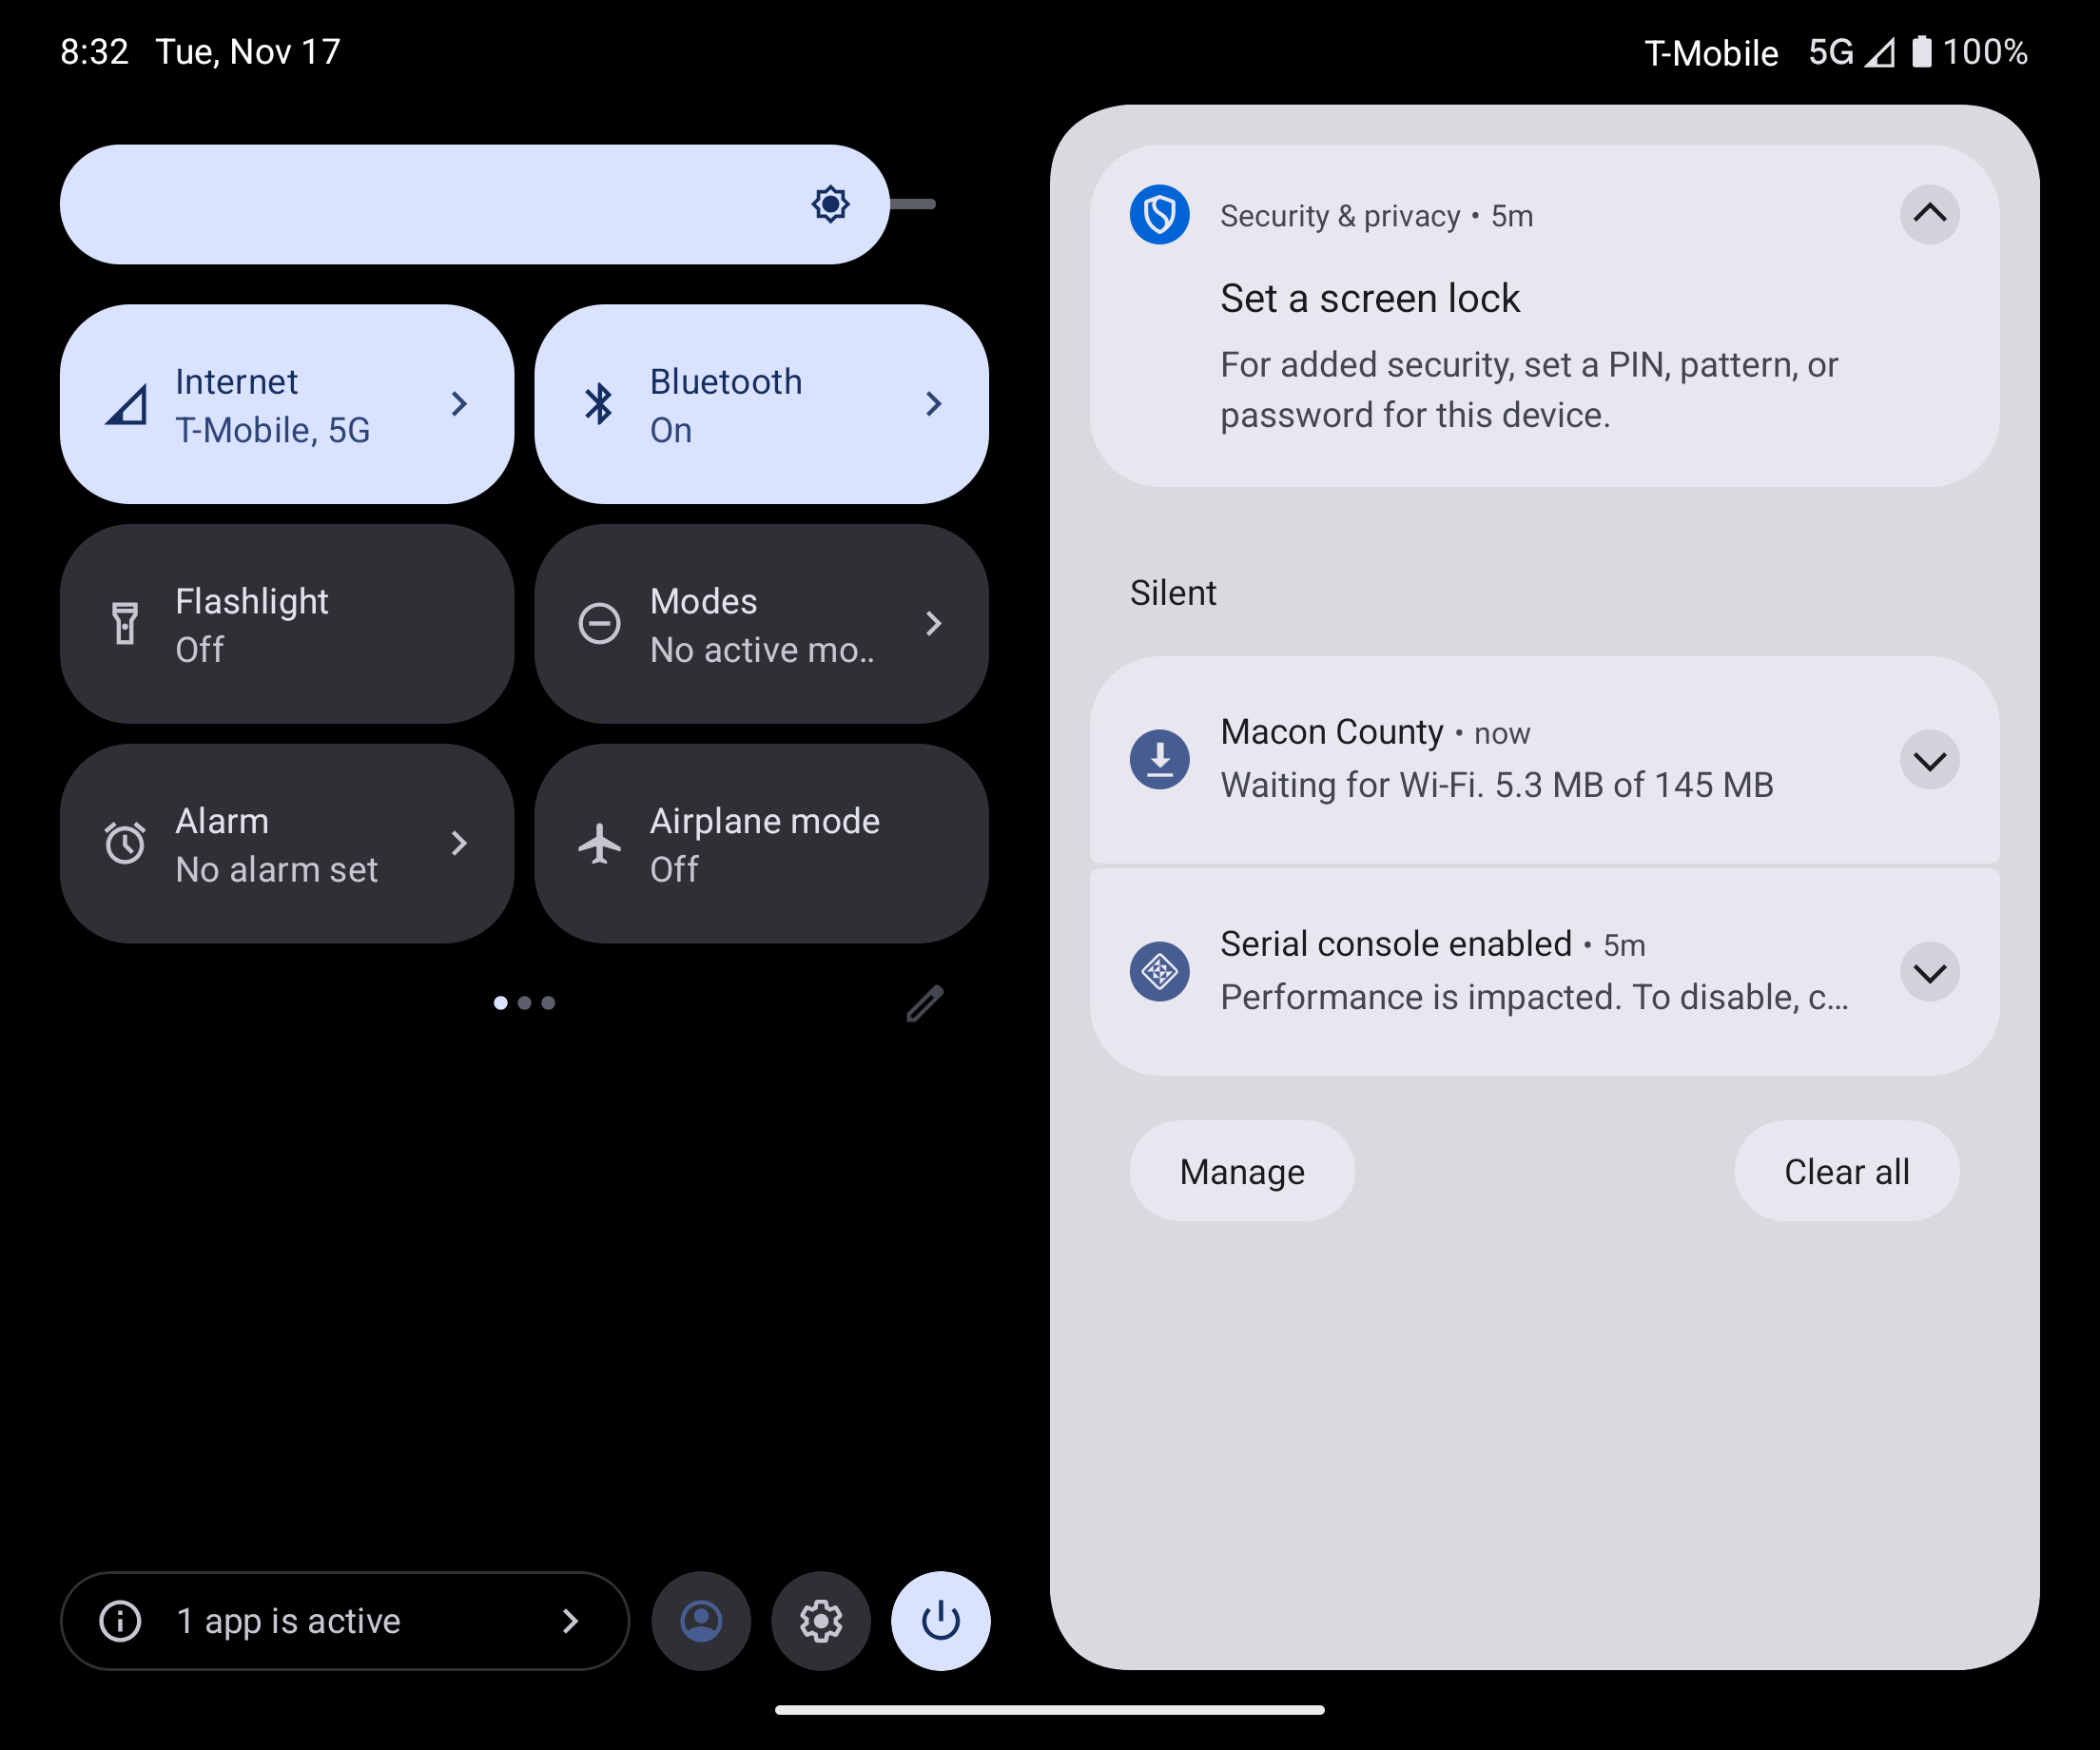 8:32 Tue, Nov 17
T-Mobile 5G 100%
Internet
T-Mobile, 5G
Bluetooth
On
Flashlight
Off
Modes
No active mo..
Alarm
No alarm set
Airplane mode
Off
1 app is active
Security & privacy • 5m
Set a screen lock
For added security, set a PIN, pattern, or
password for this device.
Silent
Macon County • now
Waiting for Wi-Fi. 5.3 MB of 145 MB
Serial console enabled • 5m
Performance is impacted. To disable, c...
Manage
Clear all